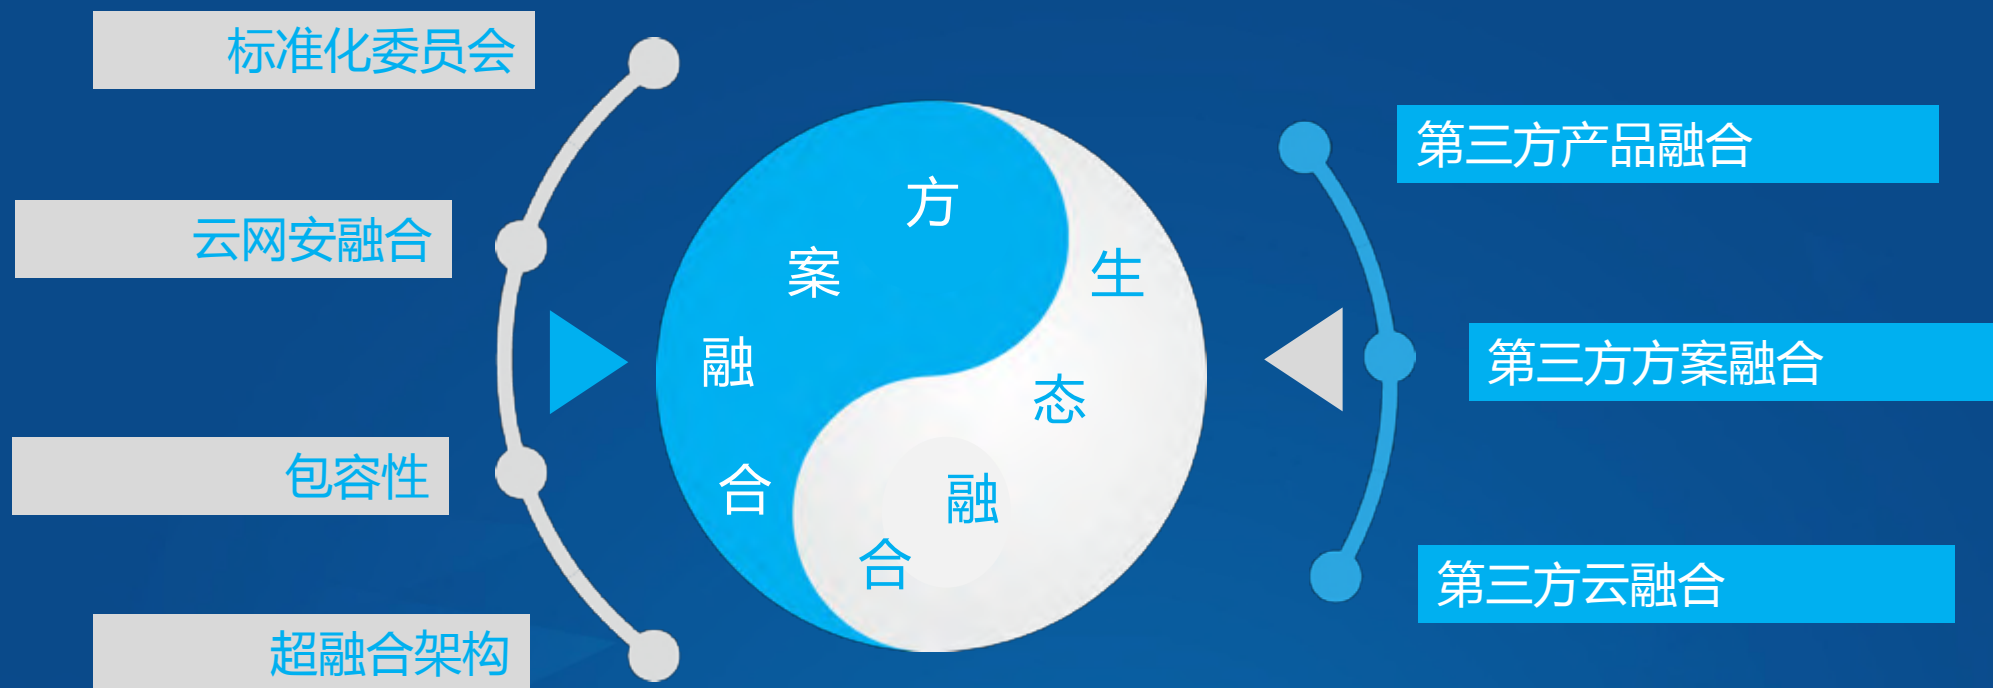 标准化委员会
云网安融合
包容性
超融合架构
方案融合
生态融合
第三方产品融合
第三方方案融合
第三方云融合